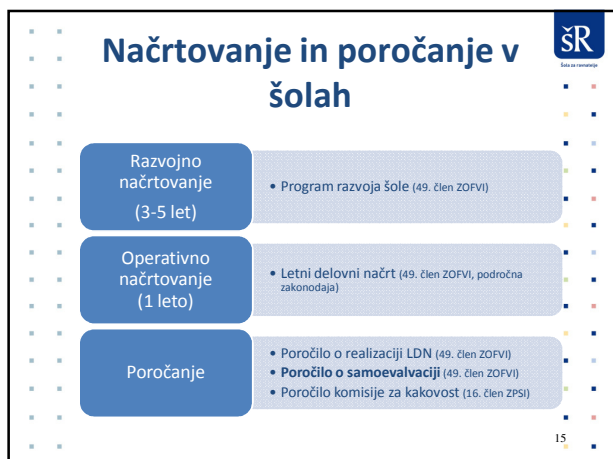 Načrtovanje in poročanje v
šolah
šR
Šola za ravnatelje
Razvojno
načrtovanje
(3-5 let)
• Program razvoja šole (49. člen ZOFVI)
Operativno
načrtovanje
(1 leto)
• Letni delovni načrt (49. člen ZOFVI, področna
zakonodaja)
Poročanje
• Poročilo o realizaciji LDN (49. člen ZOFVI)
• Poročilo o samoevalvaciji (49. člen ZOFVI)
• Poročilo komisije za kakovost (16. člen ZPSI)
15